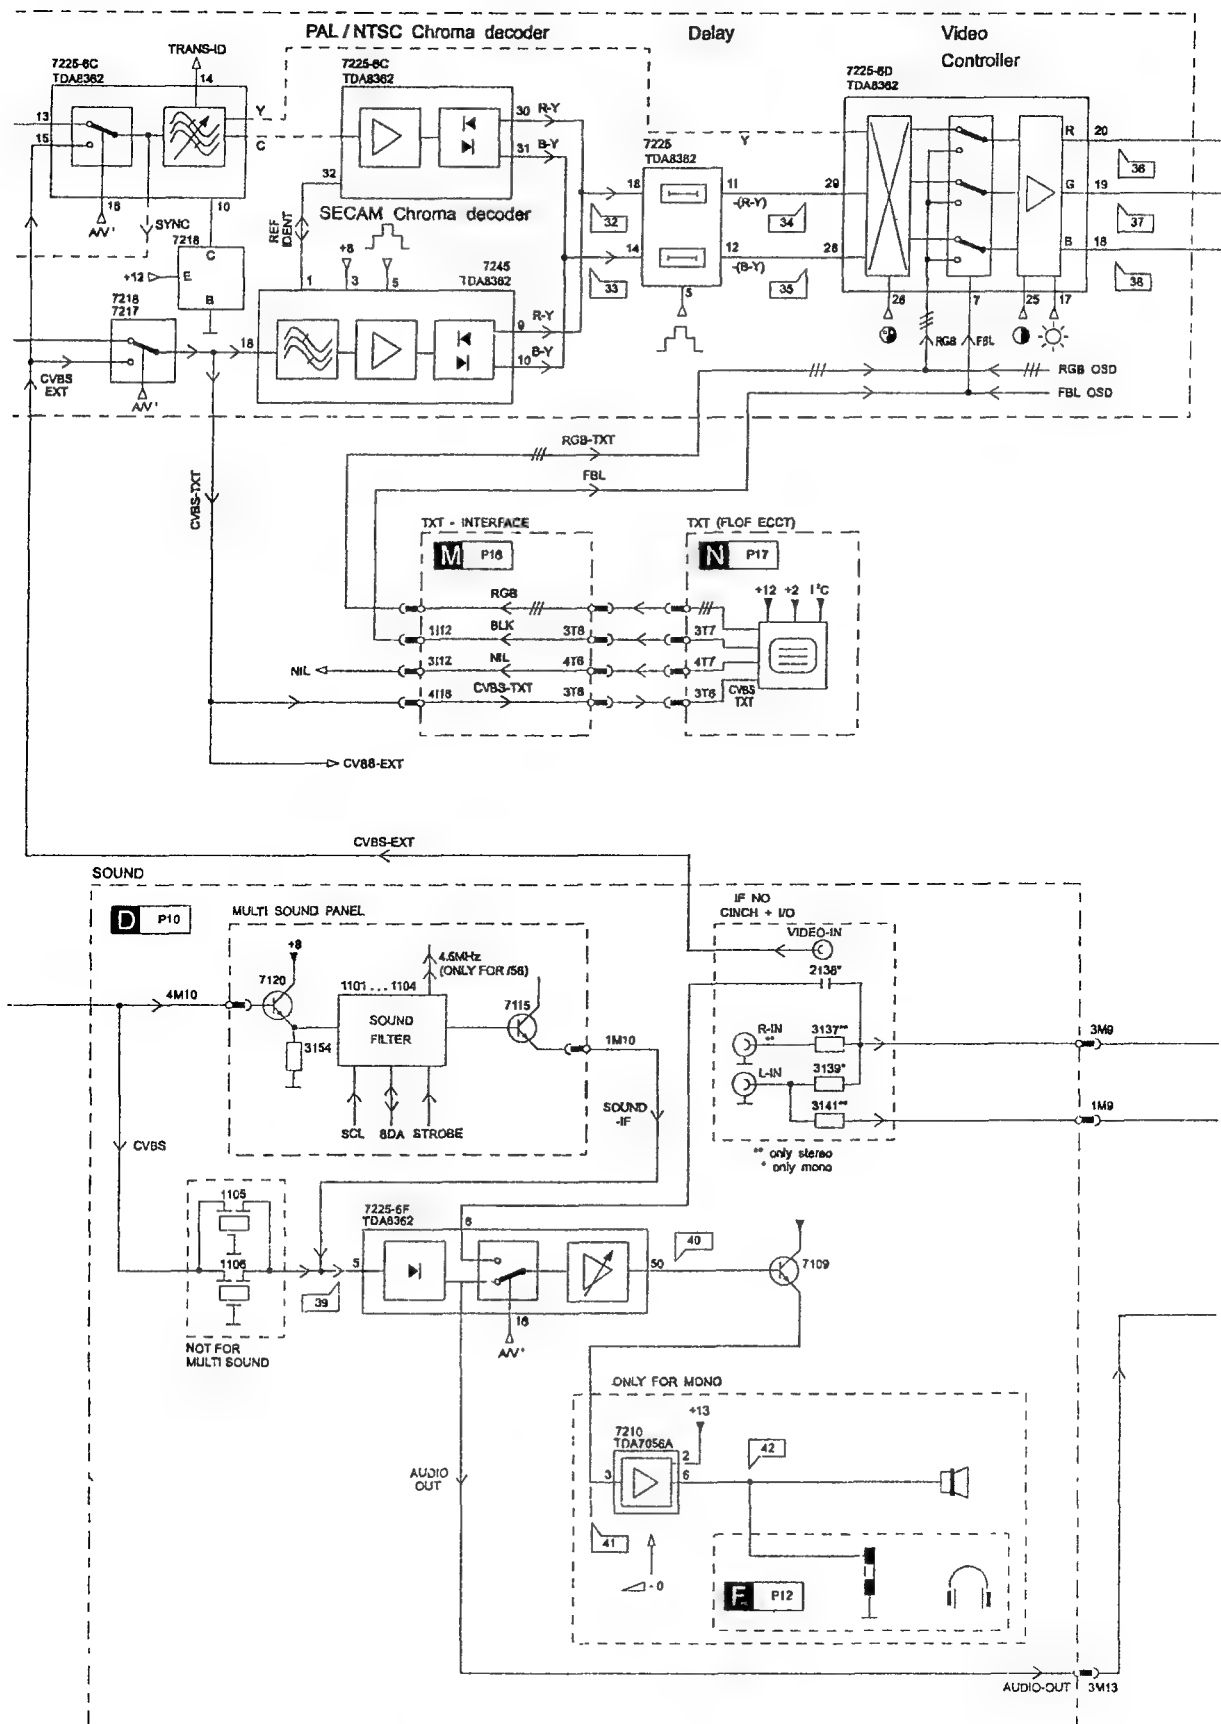 PAL / NTSC Chroma decoder
Delay
Video
Controller
TRANS-ID
14
7225-6C
TDA8362
7225-6C
TDA8362
7225-6D
TDA8362
13
15
Y
C
30
R-Y
31
B-Y
32
7225
TDA8362
Y
R
20
G
19
B
18
36
37
38
16
A/V'
SYNC
10
7218
C
+12
E
B
REF
IDENT
SECAM Chroma decoder
+8
1
3
5
7245
TDA8362
18
14
32
33
11
-(R-Y)
12
-(B-Y)
34
35
29
28
5
26
7
25
17
RGB
FBL
RGB OSD
FBL OSD
7218
7217
CVBS
EXT
A/V'
18
9
R-Y
10
B-Y
RGB-TXT
FBL
CVBS-TXT
TXT - INTERFACE
M P16
TXT (FLOF ECCT)
N P17
+12 +2 I²C
RGB
1I12
BLK
3T8
3T7
NIL
3I12
NIL
4T6
4T7
4I18
CVBS-TXT
3T8
3T6
CVBS
TXT
CV88-EXT
CVBS-EXT
SOUND
D P10
MULTI SOUND PANEL
IF NO
CINCH + I/O
VIDEO-IN
+8
4.5MHz
(ONLY FOR /56)
7120
1101 . . . 1104
7115
2138*
4M10
SOUND
FILTER
3154
1M10
R-IN
**
3137**
3M9
L-IN
3139*
3141**
1M9
SCL
8DA
STROBE
SOUND
-IF
** only stereo
* only mono
CVBS
1105
1106
NOT FOR
MULTI SOUND
7225-6F
TDA8362
6
5
39
50
40
7109
16
A/V'
ONLY FOR MONO
+13
7210
TDA7056A
2
3
6
42
41
- 0
AUDIO
OUT
F P12
AUDIO-OUT
3M13